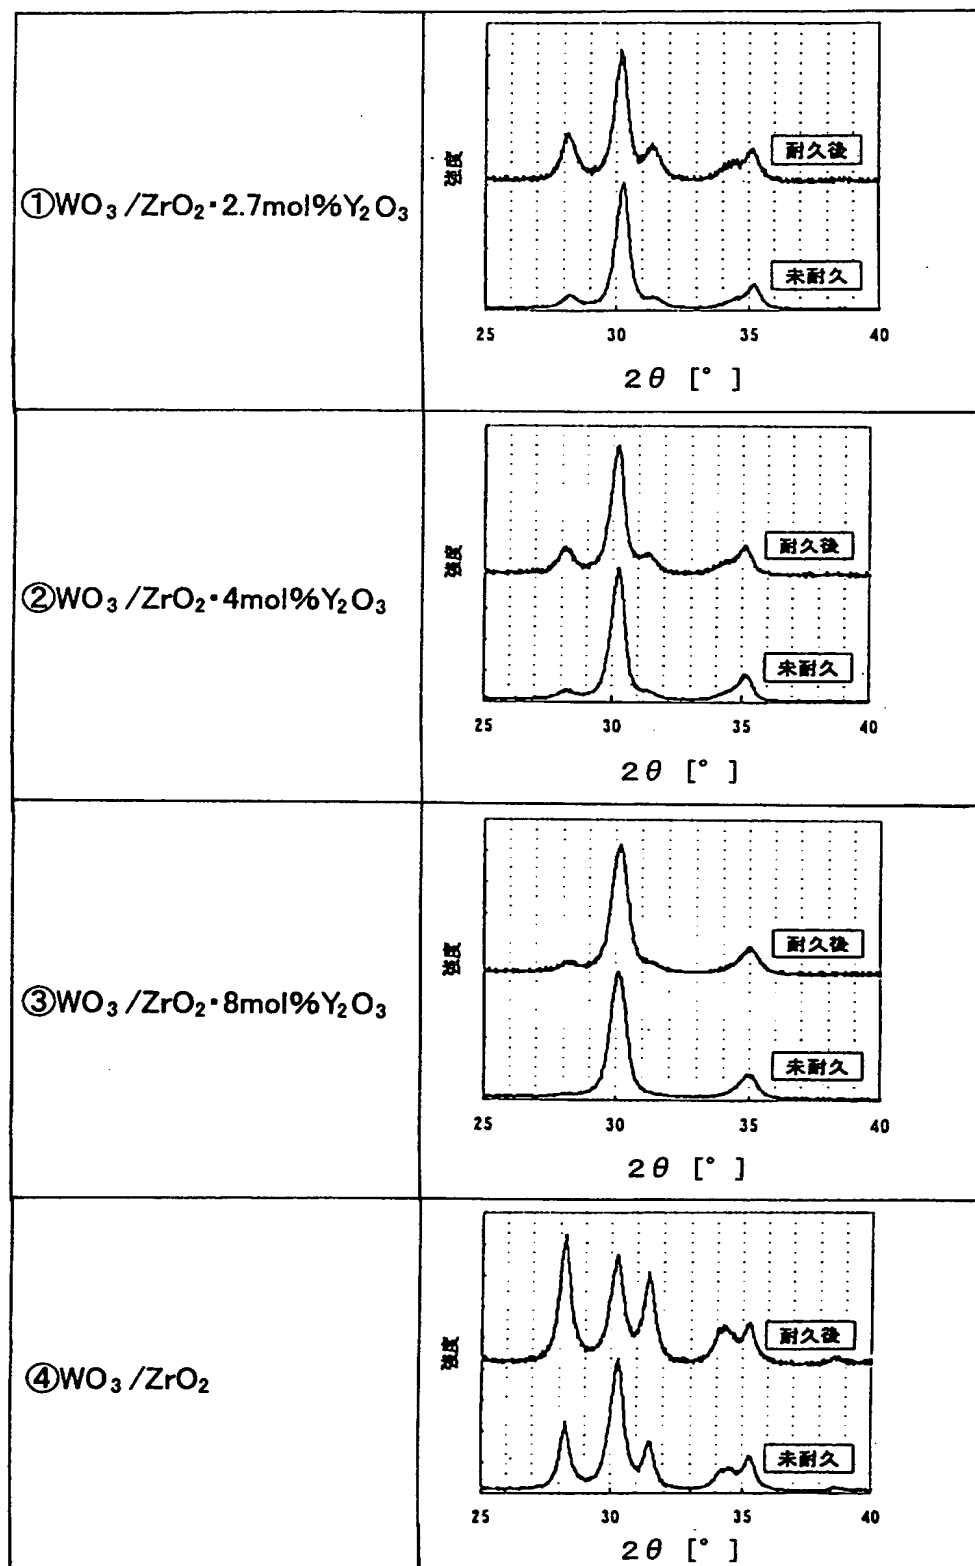 ①WO₃/ZrO₂・2.7mol%Y₂O₃
強度
耐久後
未耐久
25 30 35 40
2θ [° ]
②WO₃/ZrO₂・4mol%Y₂O₃
強度
耐久後
未耐久
25 30 35 40
2θ [° ]
③WO₃/ZrO₂・8mol%Y₂O₃
強度
耐久後
未耐久
25 30 35 40
2θ [° ]
④WO₃/ZrO₂
強度
耐久後
未耐久
25 30 35 40
2θ [° ]